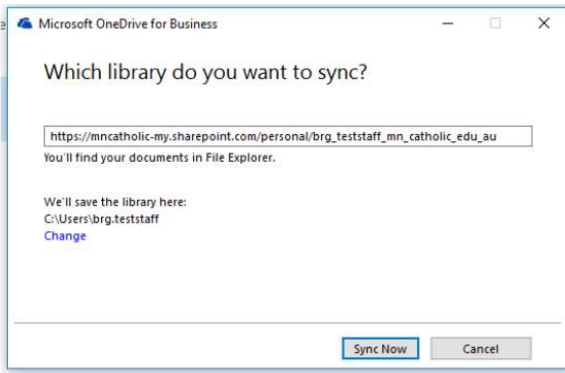 Microsoft OneDrive for Business
Which library do you want to sync?
https://mncatholic-my.sharepoint.com/personal/brg_teststaff_mn_catholic_edu_au
You'll find your documents in File Explorer.
We'll save the library here:
C:\Users\brg.teststaff
Change
Sync Now Cancel